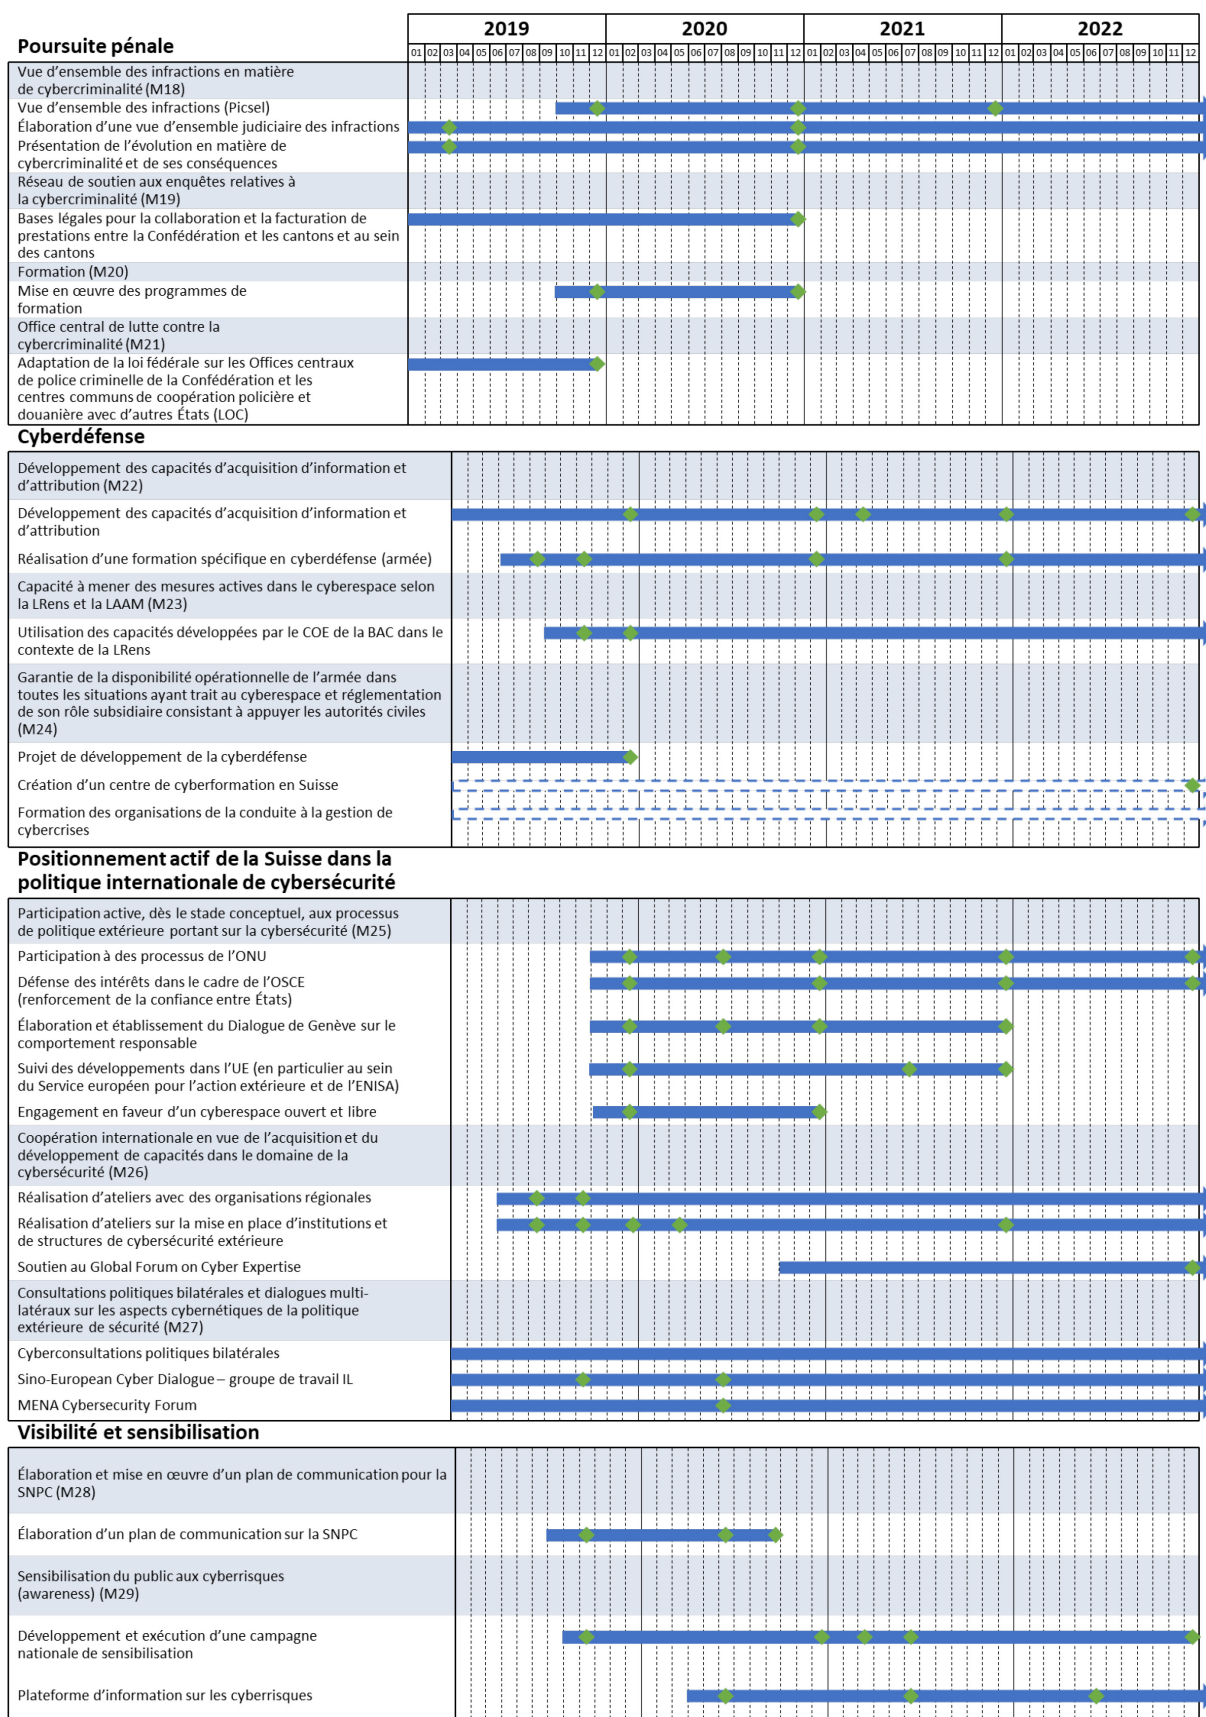 2019 2020 2021 2022
Poursuite pénale
01 02 03 04 05 06 07 08 09 10 11 12 01 02 03 04 05 06 07 08 09 10 11 12 01 02 03 04 05 06 07 08 09 10 11 12 01 02 03 04 05 06 07 08 09 10 11 12
Vue d'ensemble des infractions en matière
de cybercriminalité (M18)
Vue d'ensemble des infractions (Picsel)
Élaboration d'une vue d'ensemble judiciaire des infractions
Présentation de l'évolution en matière de
cybercriminalité et de ses conséquences
Réseau de soutien aux enquêtes relatives à
la cybercriminalité (M19)
Bases légales pour la collaboration et la facturation de
prestations entre la Confédération et les cantons et au sein
des cantons
Formation (M20)
Mise en œuvre des programmes de
formation
Office central de lutte contre la
cybercriminalité (M21)
Adaptation de la loi fédérale sur les Offices centraux
de police criminelle de la Confédération et les
centres communs de coopération policière et
douanière avec d'autres États (LOC)
Cyberdéfense
Développement des capacités d'acquisition d'information et
d'attribution (M22)
Développement des capacités d'acquisition d'information et
d'attribution
Réalisation d'une formation spécifique en cyberdéfense (armée)
Capacité à mener des mesures actives dans le cyberespace selon
la LRens et la LAAM (M23)
Utilisation des capacités développées par le COE de la BAC dans le
contexte de la LRens
Garantie de la disponibilité opérationnelle de l'armée dans
toutes les situations ayant trait au cyberespace et réglementation
de son rôle subsidiaire consistant à appuyer les autorités civiles
(M24)
Projet de développement de la cyberdéfense
Création d'un centre de cyberformation en Suisse
Formation des organisations de la conduite à la gestion de
cybercrises
Positionnement actif de la Suisse dans la
politique internationale de cybersécurité
Participation active, dès le stade conceptuel, aux processus
de politique extérieure portant sur la cybersécurité (M25)
Participation à des processus de l'ONU
Défense des intérêts dans le cadre de l'OSCE
(renforcement de la confiance entre États)
Élaboration et établissement du Dialogue de Genève sur le
comportement responsable
Suivi des développements dans l'UE (en particulier au sein
du Service européen pour l'action extérieure et de l'ENISA)
Engagement en faveur d'un cyberespace ouvert et libre
Coopération internationale en vue de l'acquisition et du
développement de capacités dans le domaine de la
cybersécurité (M26)
Réalisation d'ateliers avec des organisations régionales
Réalisation d'ateliers sur la mise en place d'institutions et
de structures de cybersécurité extérieure
Soutien au Global Forum on Cyber Expertise
Consultations politiques bilatérales et dialogues multi-
latéraux sur les aspects cybernétiques de la politique
extérieure de sécurité (M27)
Cyberconsultations politiques bilatérales
Sino-European Cyber Dialogue – groupe de travail IL
MENA Cybersecurity Forum
Visibilité et sensibilisation
Élaboration et mise en œuvre d'un plan de communication pour la
SNPC (M28)
Élaboration d'un plan de communication sur la SNPC
Sensibilisation du public aux cyberrisques
(awareness) (M29)
Développement et exécution d'une campagne
nationale de sensibilisation
Plateforme d'information sur les cyberrisques